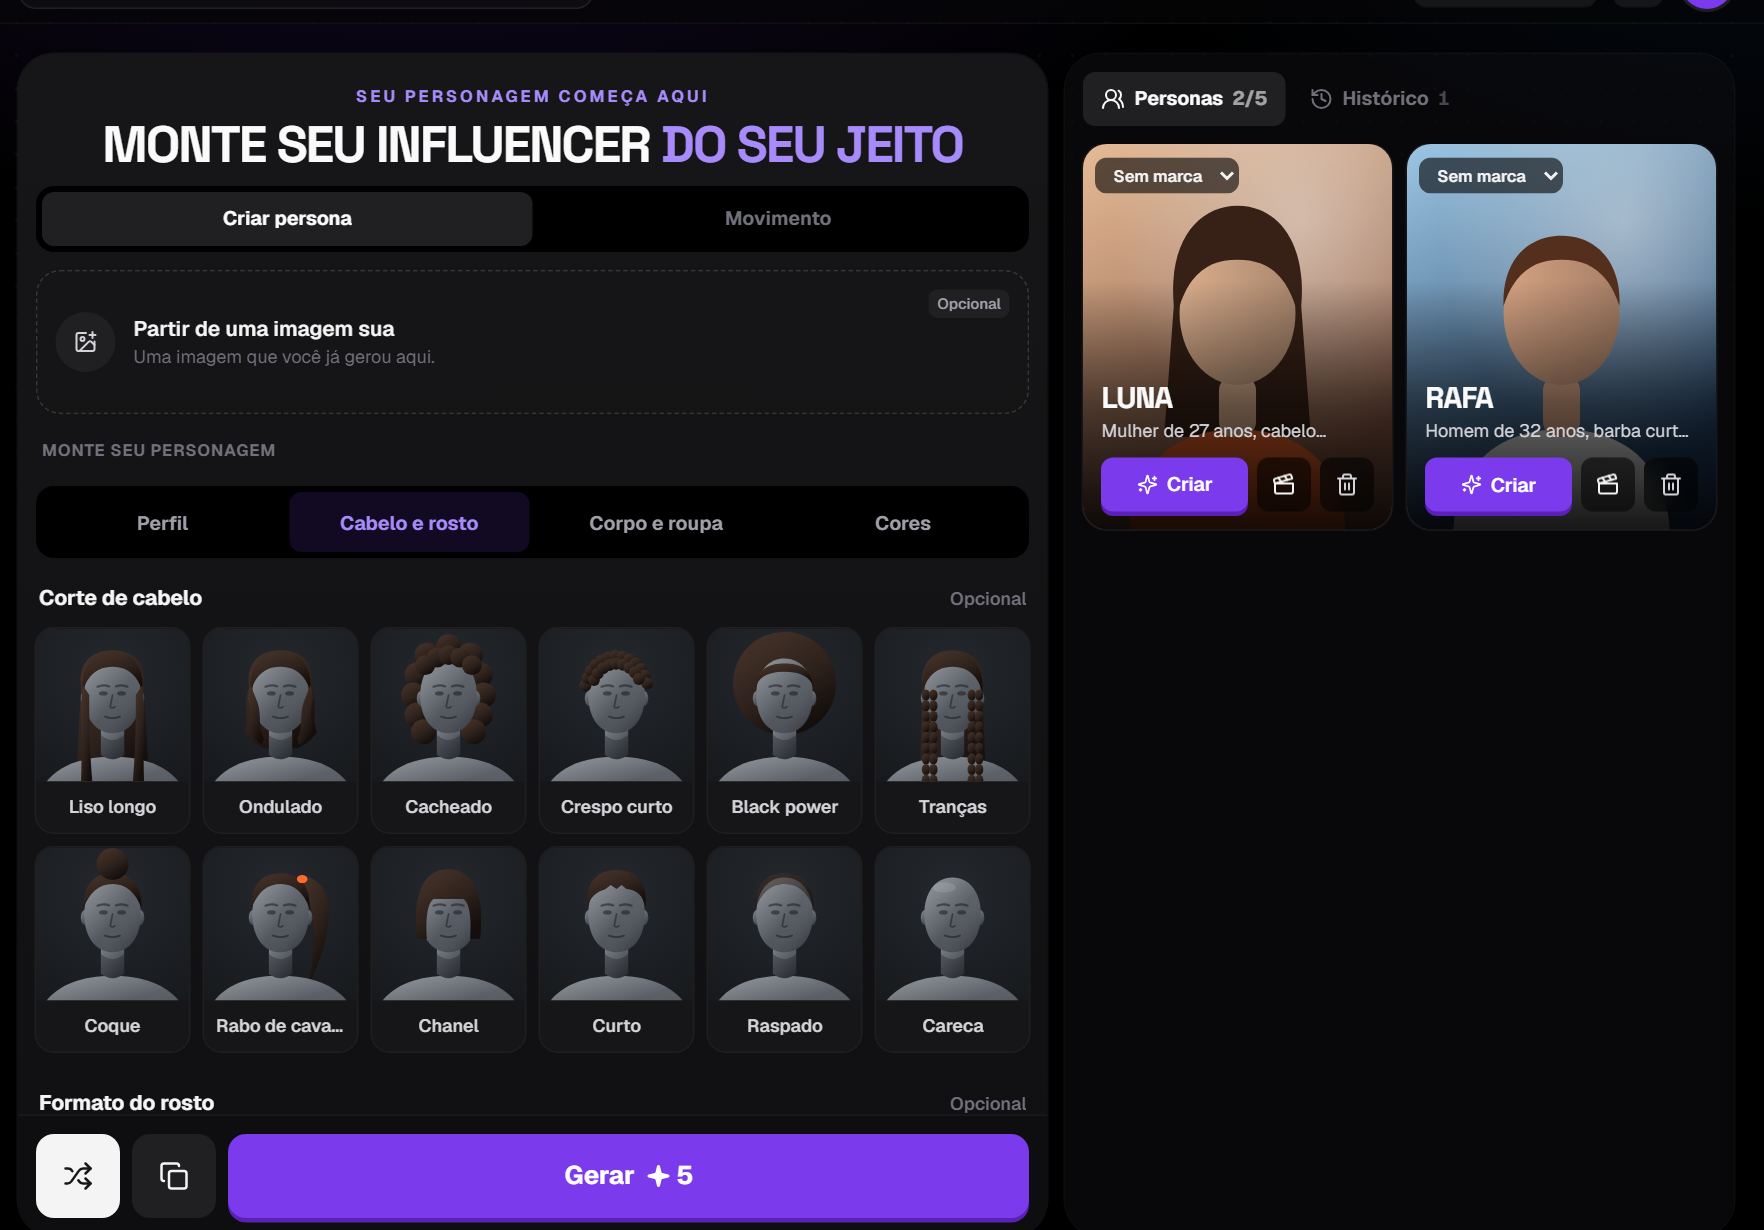 SEU PERSONAGEM COMEÇA AQUI
MONTE SEU INFLUENCER DO SEU JEITO
Criar persona
Movimento
Opcional
Partir de uma imagem sua
Uma imagem que você já gerou aqui.
MONTE SEU PERSONAGEM
Perfil
Cabelo e rosto
Corpo e roupa
Cores
Corte de cabelo
Opcional
Liso longo
Ondulado
Cacheado
Crespo curto
Black power
Tranças
Coque
Rabo de cava...
Chanel
Curto
Raspado
Careca
Formato do rosto
Opcional
Gerar 5
Personas 2/5
Histórico 1
Sem marca
LUNA
Mulher de 27 anos, cabelo...
Criar
Sem marca
RAFA
Homem de 32 anos, barba curt...
Criar